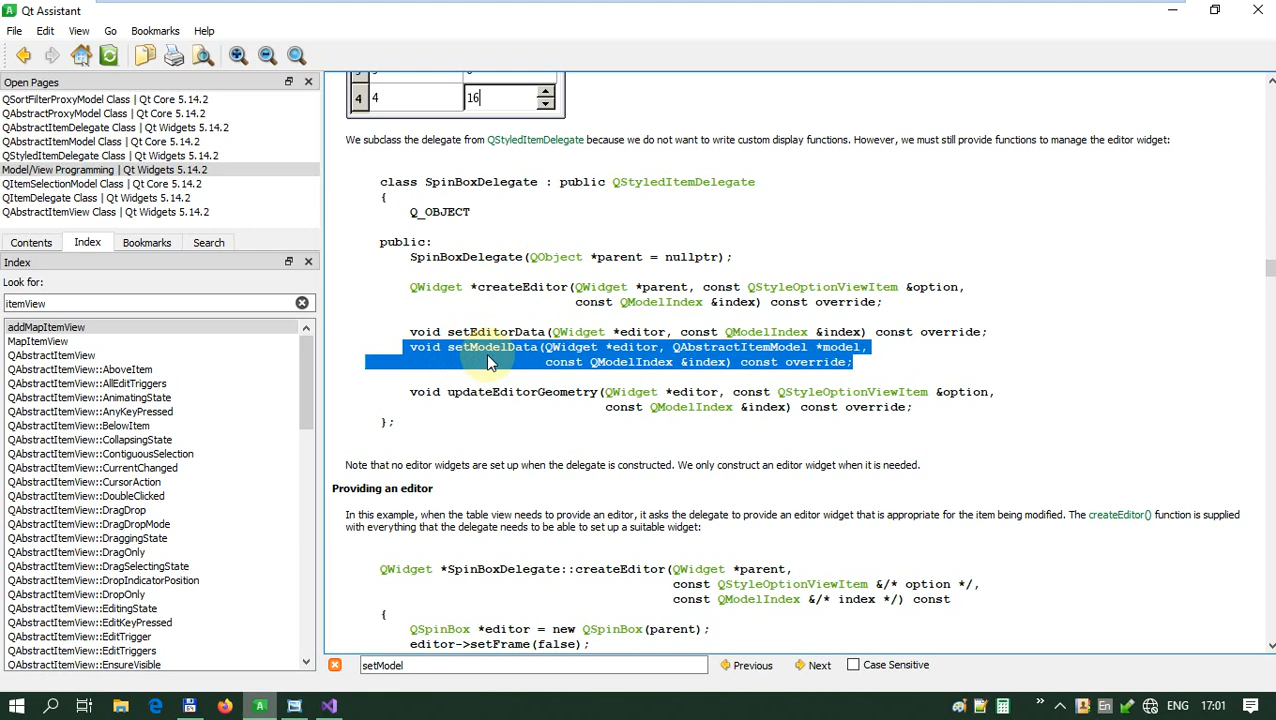 Qt Assistant
File Edit View Go Bookmarks Help
Open Pages
QSortFilterProxyModel Class | Qt Core 5.14.2
QAbstractProxyModel Class | Qt Core 5.14.2
QAbstractItemDelegate Class | Qt Widgets 5.14.2
QAbstractItemModel Class | Qt Core 5.14.2
QStyledItemDelegate Class | Qt Widgets 5.14.2
Model/View Programming | Qt Widgets 5.14.2
QItemSelectionModel Class | Qt Core 5.14.2
QItemDelegate Class | Qt Widgets 5.14.2
QAbstractItemView Class | Qt Widgets 5.14.2
Contents Index Bookmarks Search
Index
Look for:
itemView
addMapItemView
MapItemView
QAbstractItemView
QAbstractItemView::AboveItem
QAbstractItemView::AllEditTriggers
QAbstractItemView::AnimatingState
QAbstractItemView::AnyKeyPressed
QAbstractItemView::BelowItem
QAbstractItemView::CollapsingState
QAbstractItemView::ContiguousSelection
QAbstractItemView::CurrentChanged
QAbstractItemView::CursorAction
QAbstractItemView::DoubleClicked
QAbstractItemView::DragDrop
QAbstractItemView::DragDropMode
QAbstractItemView::DraggingState
QAbstractItemView::DragOnly
QAbstractItemView::DragSelectingState
QAbstractItemView::DropIndicatorPosition
QAbstractItemView::DropOnly
QAbstractItemView::EditingState
QAbstractItemView::EditKeyPressed
QAbstractItemView::EditTrigger
QAbstractItemView::EditTriggers
QAbstractItemView::EnsureVisible
4 4 16
We subclass the delegate from QStyledItemDelegate because we do not want to write custom display functions. However, we must still provide functions to manage the editor widget:
class SpinBoxDelegate : public QStyledItemDelegate
{
Q_OBJECT
public:
SpinBoxDelegate(QObject *parent = nullptr);
QWidget *createEditor(QWidget *parent, const QStyleOptionViewItem &option,
const QModelIndex &index) const override;
void setEditorData(QWidget *editor, const QModelIndex &index) const override;
void setModelData(QWidget *editor, QAbstractItemModel *model,
const QModelIndex &index) const override;
void updateEditorGeometry(QWidget *editor, const QStyleOptionViewItem &option,
const QModelIndex &index) const override;
};
Note that no editor widgets are set up when the delegate is constructed. We only construct an editor widget when it is needed.
Providing an editor
In this example, when the table view needs to provide an editor, it asks the delegate to provide an editor widget that is appropriate for the item being modified. The createEditor() function is supplied
with everything that the delegate needs to be able to set up a suitable widget:
QWidget *SpinBoxDelegate::createEditor(QWidget *parent,
const QStyleOptionViewItem &/* option */,
const QModelIndex &/* index */) const
{
QSpinBox *editor = new QSpinBox(parent);
editor->setFrame(false);
setModel Previous Next Case Sensitive
En ENG 17:01